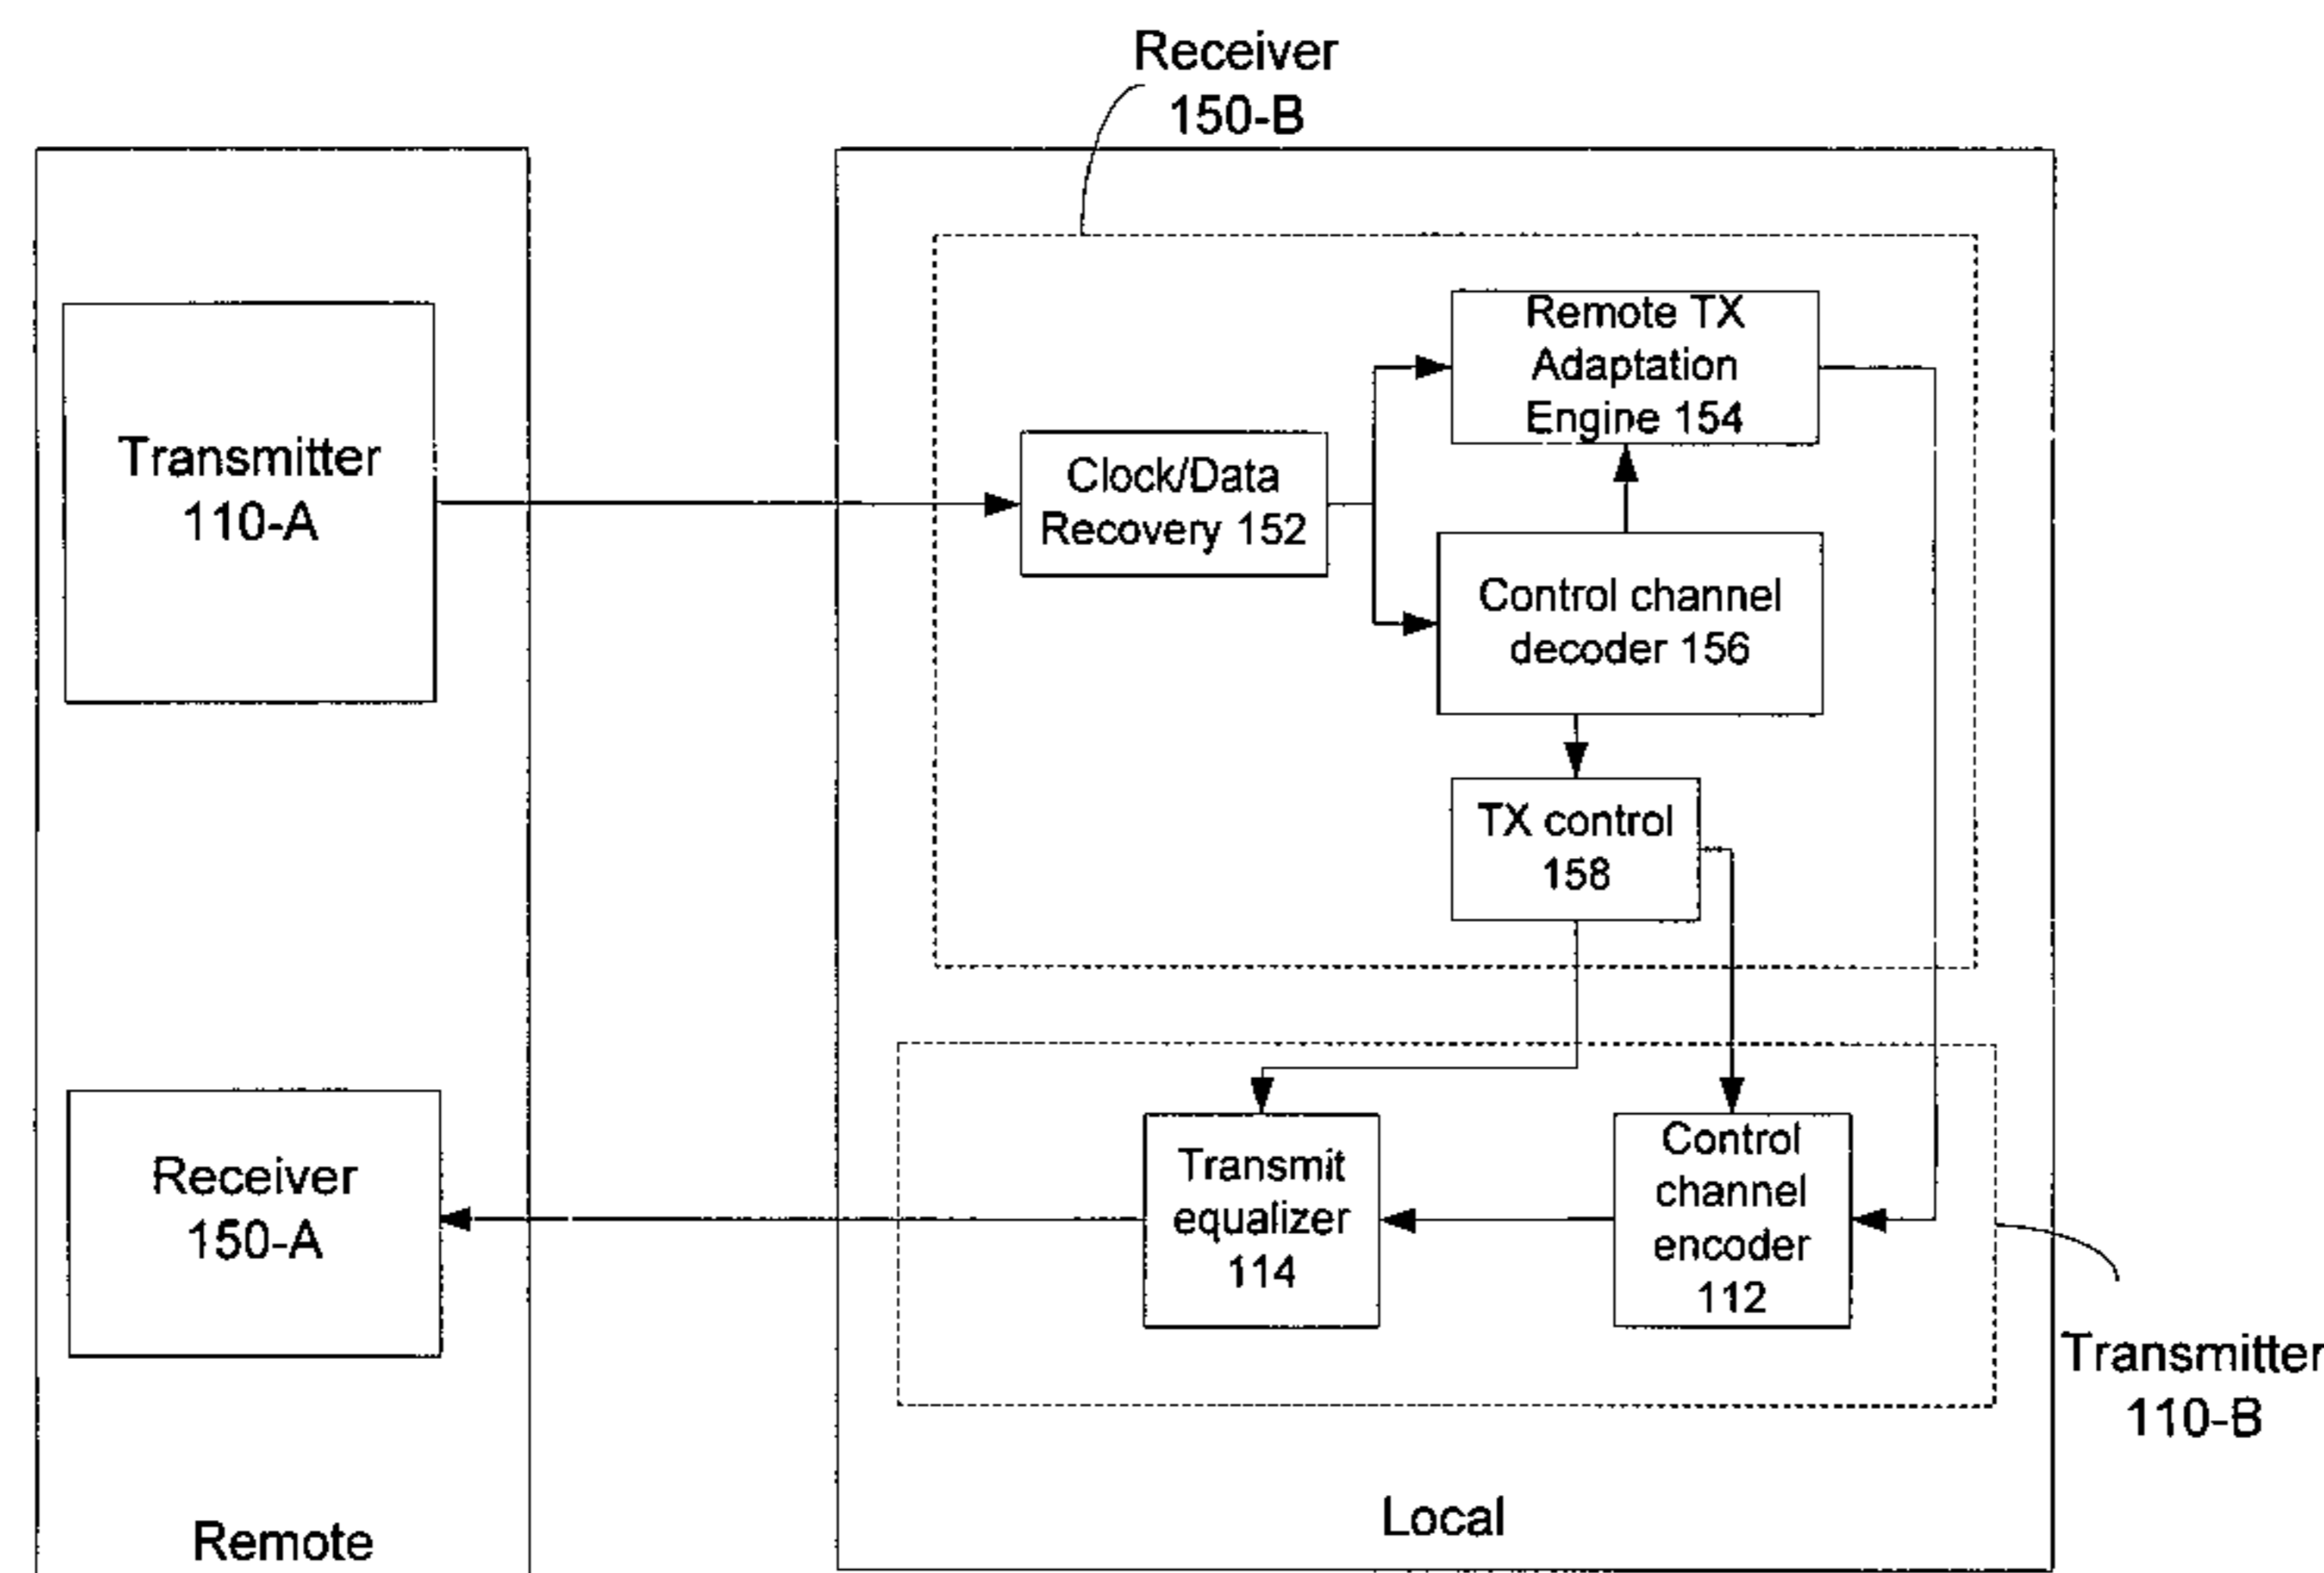 Receiver
150-B
Transmitter
110-A
Remote TX
Adaptation
Engine 154
Clock/Data
Recovery 152
Control channel
decoder 156
TX control
158
Receiver
150-A
Transmit
equalizer
114
Control
channel
encoder
112
Transmitter
110-B
Local
Remote